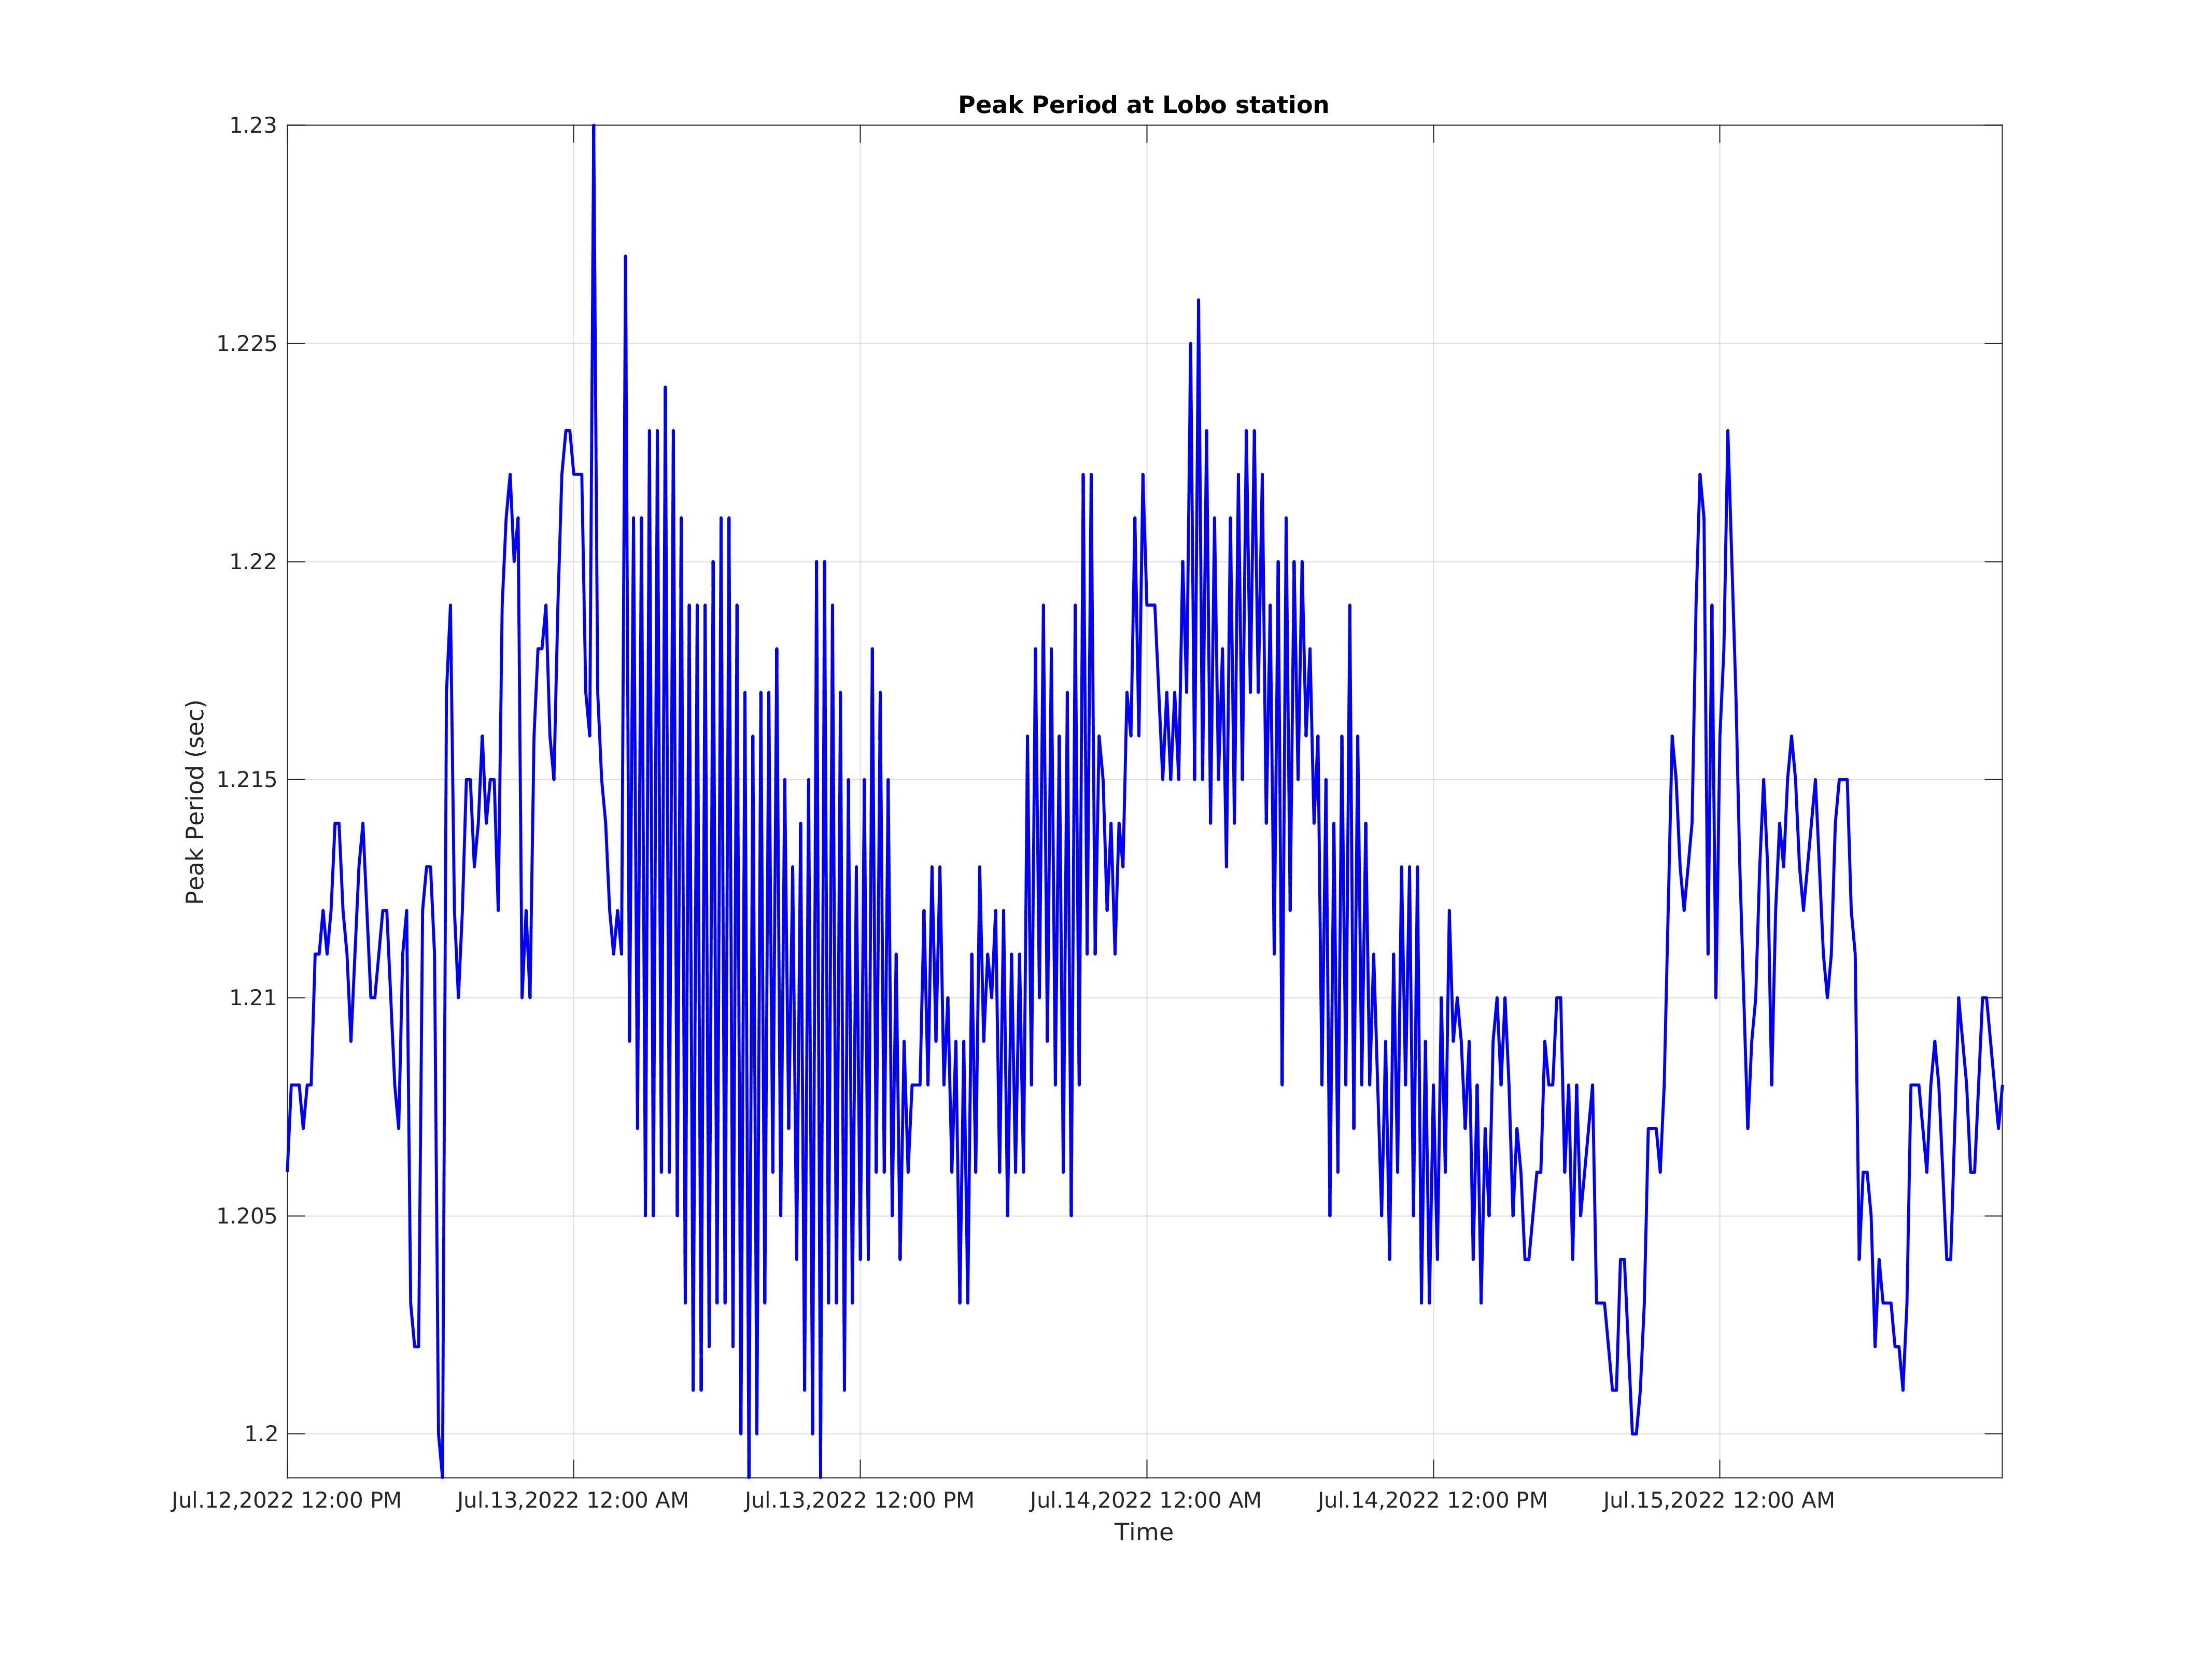 Peak Period at Lobo station
1.23
1.225
1.22
1.215
1.21
1.205
1.2
Peak Period (sec)
Jul.12,2022 12:00 PM
Jul.13,2022 12:00 AM
Jul.13,2022 12:00 PM
Jul.14,2022 12:00 AM
Jul.14,2022 12:00 PM
Jul.15,2022 12:00 AM
Time